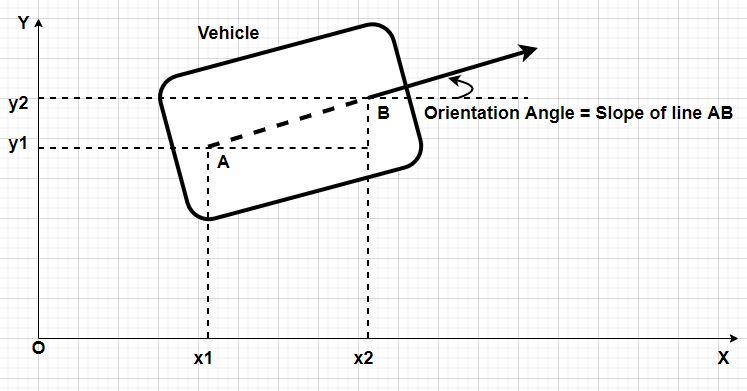 Y
Vehicle
y2
B
Orientation Angle = Slope of line AB
y1
A
O
x1
x2
X